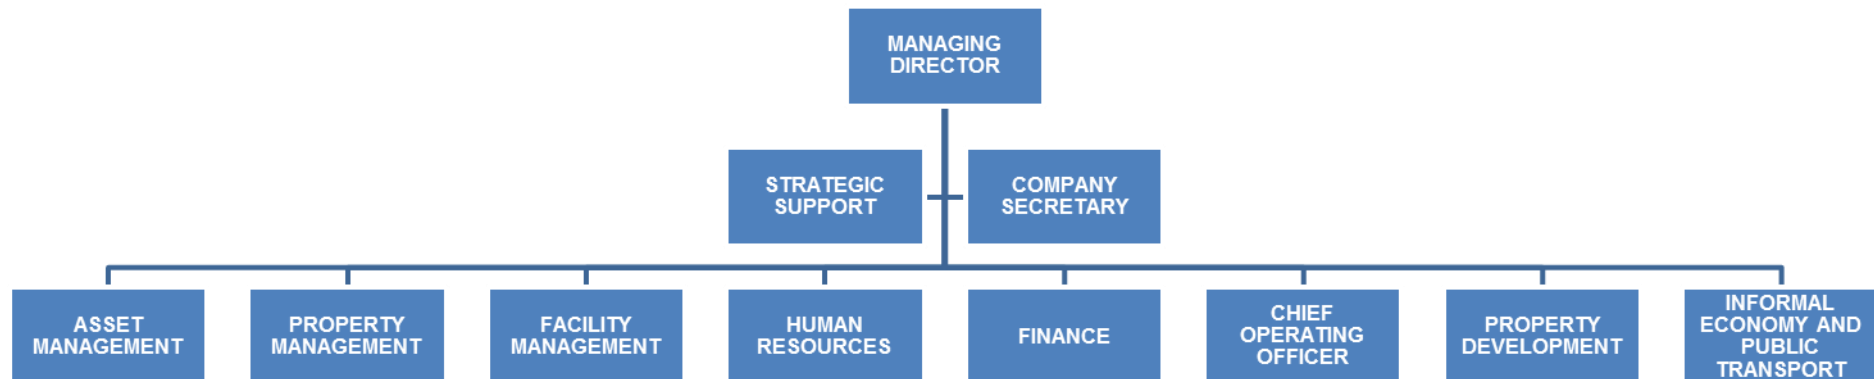 MANAGING
DIRECTOR
STRATEGIC
SUPPORT
COMPANY
SECRETARY
ASSET
MANAGEMENT
PROPERTY
MANAGEMENT
FACILITY
MANAGEMENT
HUMAN
RESOURCES
FINANCE
CHIEF
OPERATING
OFFICER
PROPERTY
DEVELOPMENT
INFORMAL
ECONOMY AND
PUBLIC
TRANSPORT